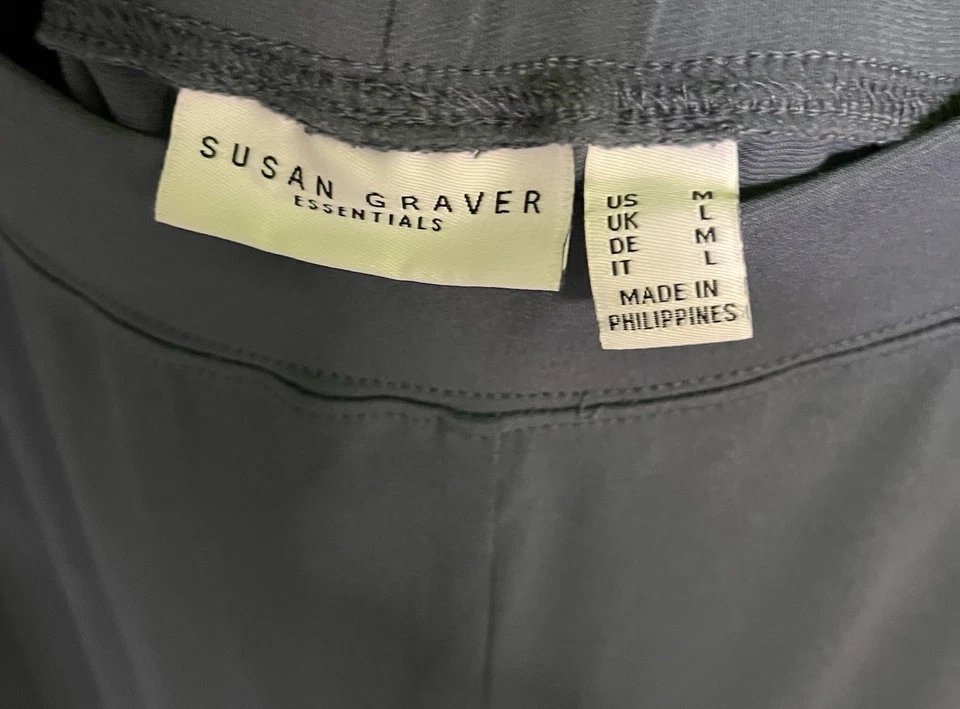 SUSAN GRAVER
ESSENTIALS
US M
UK L
DE M
IT L
MADE IN
PHILIPPINES